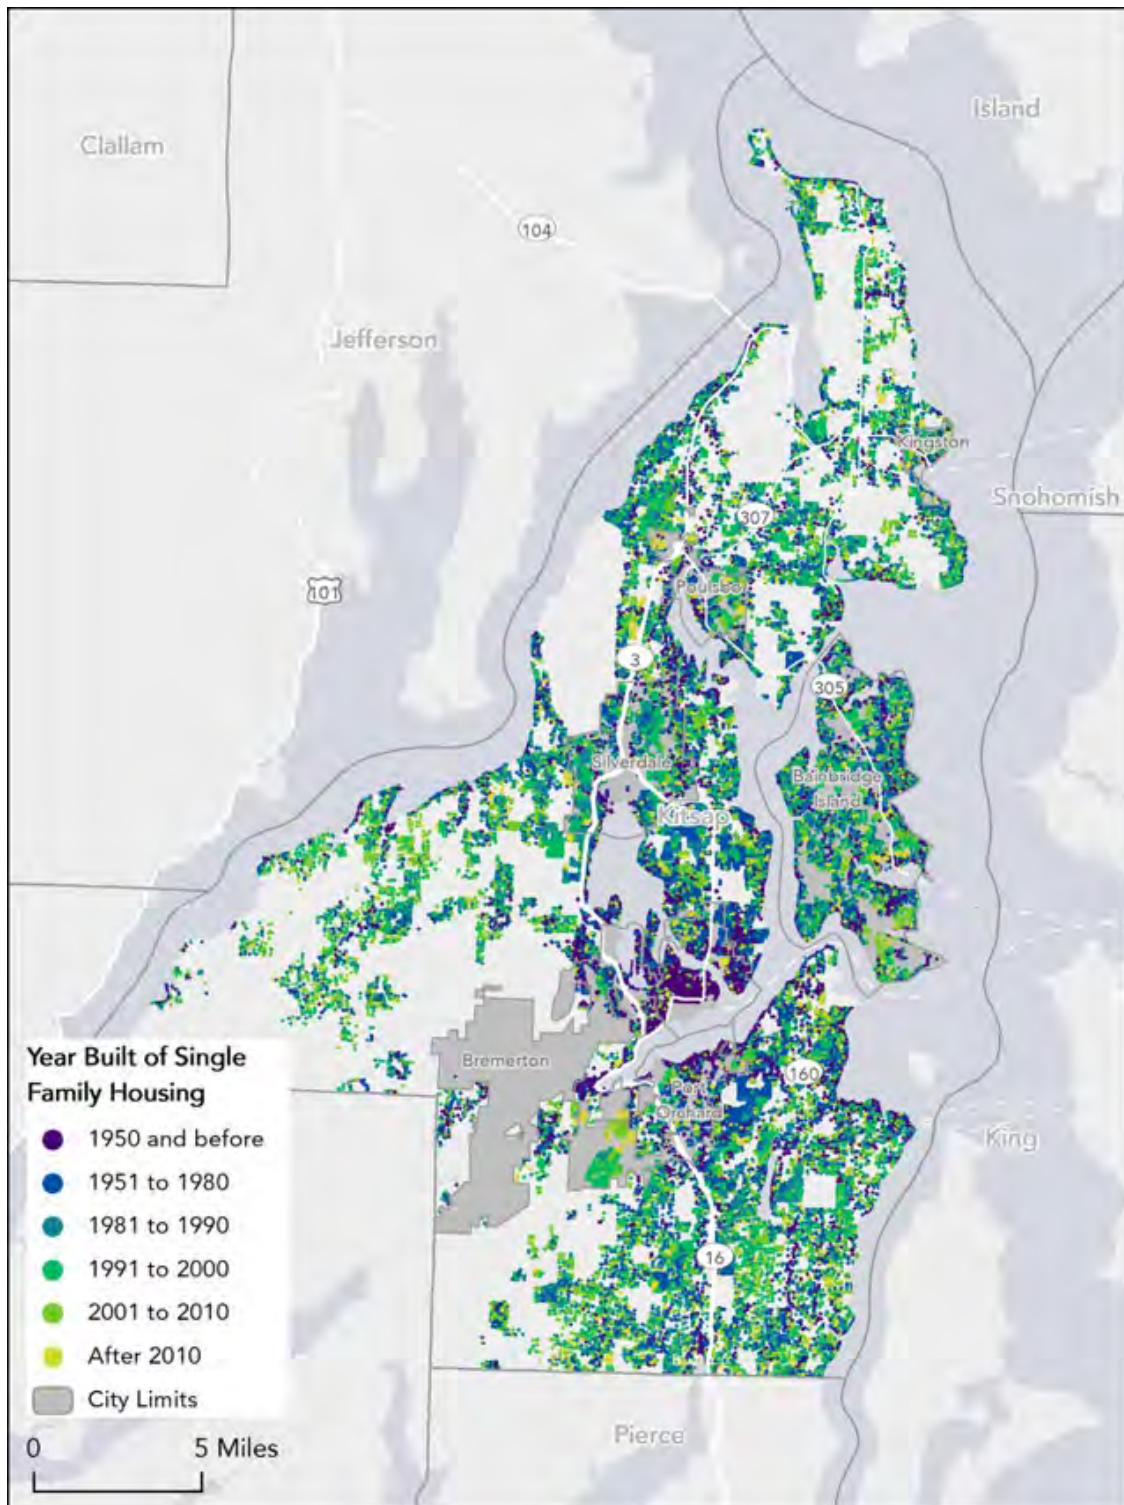 Island
Clallam
104
Jefferson
Kingston
Snohomish
307
101
Poulsbo
3
305
Silverdale
Bainbridge
Island
Kitsap
Bremerton
Port
Orchard
160
King
16
Pierce
Year Built of Single
Family Housing
1950 and before
1951 to 1980
1981 to 1990
1991 to 2000
2001 to 2010
After 2010
City Limits
0 5 Miles